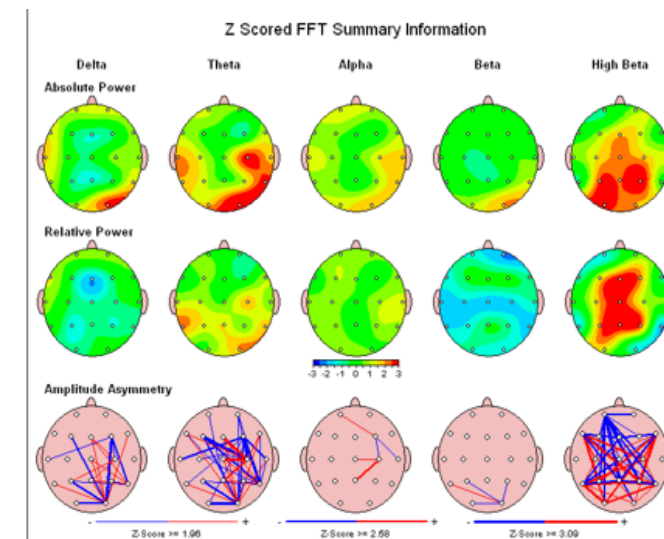 Z Scored FFT Summary Information
Delta Theta Alpha Beta High Beta
Absolute Power
Relative Power
-3 -2 -1 0 1 2 3
Amplitude Asymmetry
- + - + - +
Z-Score >= 1.96 Z-Score >= 2.58 Z-Score >= 3.09